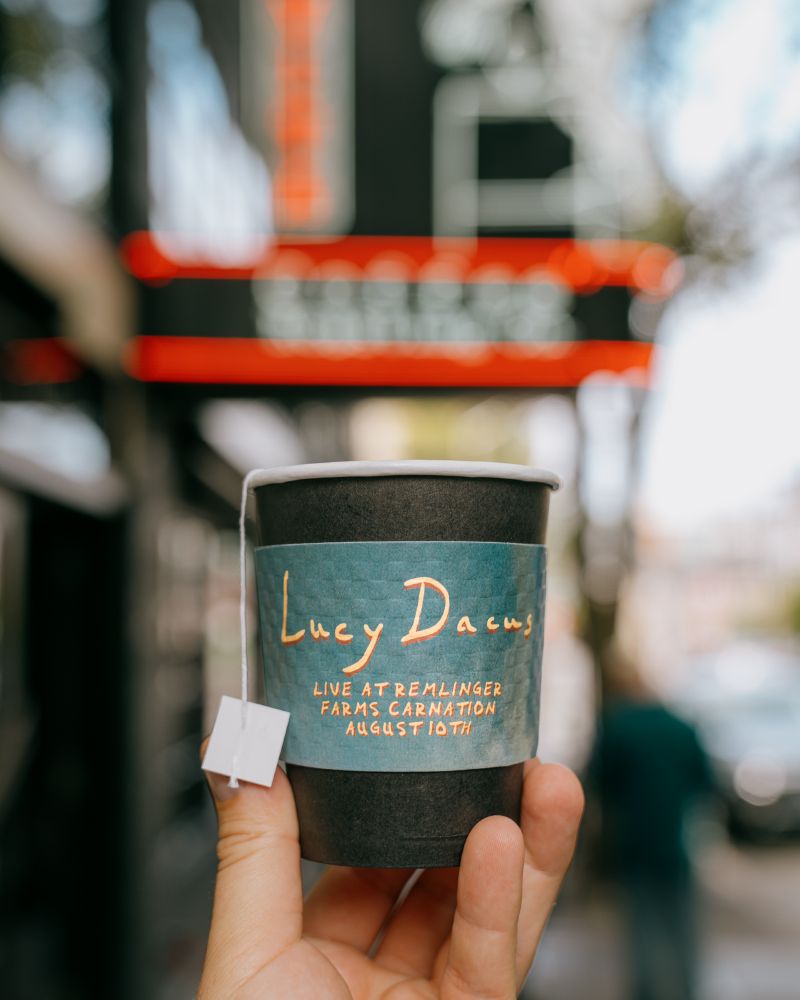 Lucy Dacus
LIVE AT REMLINGER
FARMS CARNATION
AUGUST 10TH